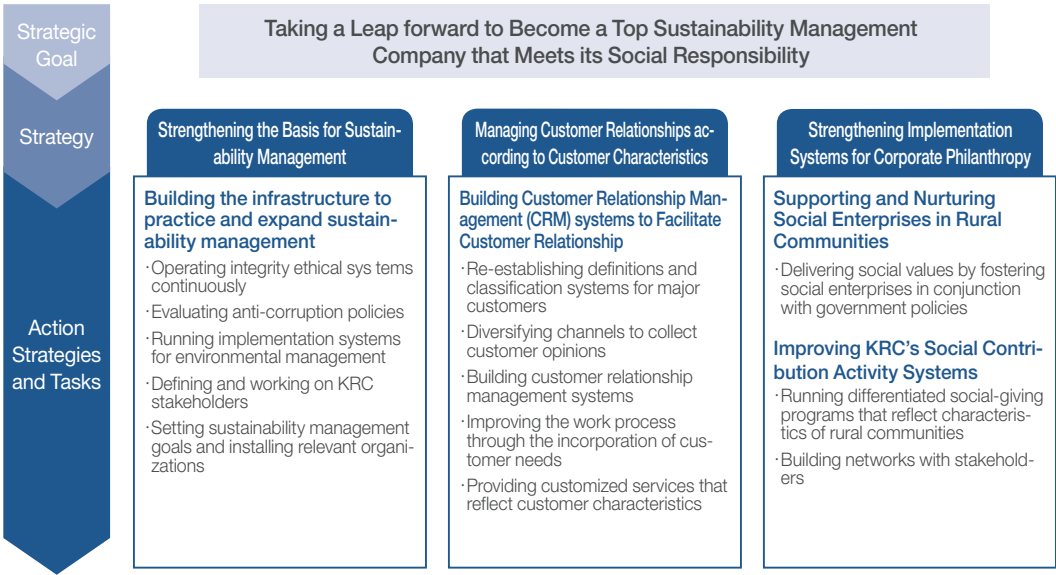 Strategic
Goal
Taking a Leap forward to Become a Top Sustainability Management
Company that Meets its Social Responsibility
Strategy
Strengthening the Basis for Sustain-
ability Management
Managing Customer Relationships ac-
cording to Customer Characteristics
Strengthening Implementation
Systems for Corporate Philanthropy
Action
Strategies
and Tasks
Building the infrastructure to
practice and expand sustain-
ability management
·Operating integrity ethical sys tems
continuously
·Evaluating anti-corruption policies
·Running implementation systems
for environmental management
·Defining and working on KRC
stakeholders
·Setting sustainability management
goals and installing relevant organi-
zations
Building Customer Relationship Man-
agement (CRM) systems to Facilitate
Customer Relationship
·Re-establishing definitions and
classification systems for major
customers
·Diversifying channels to collect
customer opinions
·Building customer relationship
management systems
·Improving the work process
through the incorporation of cus-
tomer needs
·Providing customized services that
reflect customer characteristics
Supporting and Nurturing
Social Enterprises in Rural
Communities
·Delivering social values by fostering
social enterprises in conjunction
with government policies
Improving KRC's Social Contri-
bution Activity Systems
·Running differentiated social-giving
programs that reflect characteris-
tics of rural communities
·Building networks with stakehold-
ers